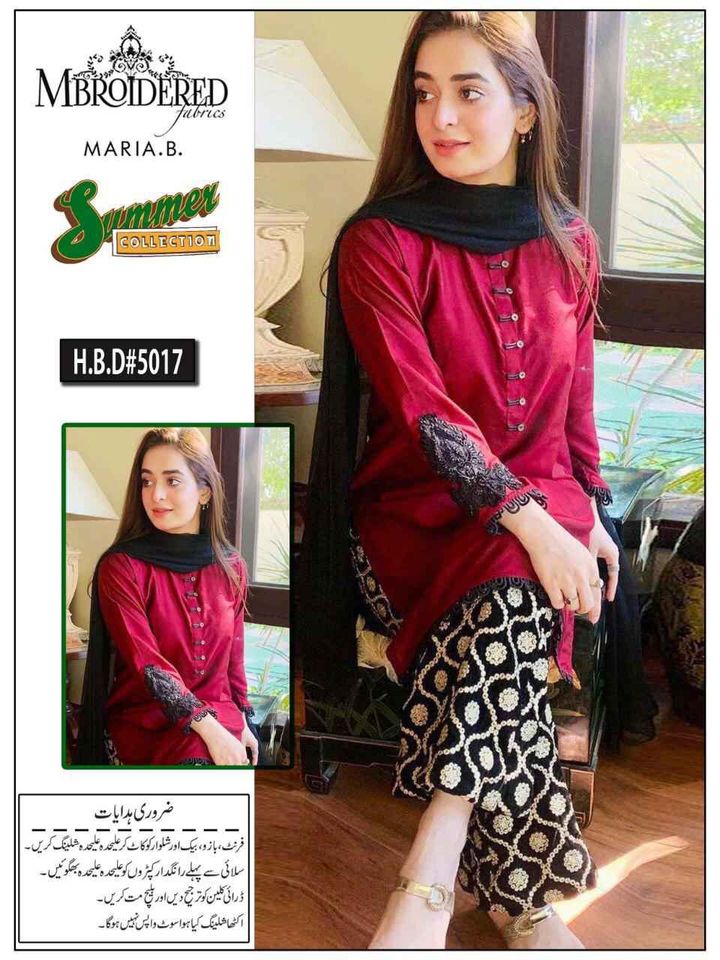 MBROIDERED
fabrics
MARIA.B.
Summer
COLLECTION
H.B.D#5017
ضروری ہدایات
فرنٹ، بازو، بیک اور شلوار کو کاٹ کر علیحدہ علیحدہ شلنگ کریں۔
سلائی سے پہلے رانگدار کپڑوں کو علیحدہ علیحدہ بھگوئیں۔
ڈرائی کلین کو ترجیح دیں اور بلیچ مت کریں۔
اکٹھا شلنگ کیا ہوا سوٹ واپس نہیں ہوگا۔